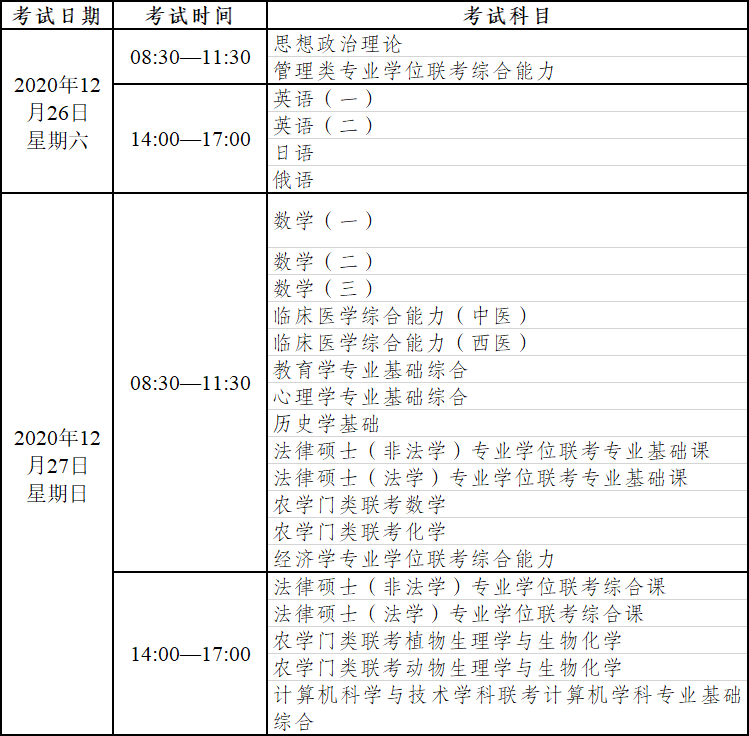 考试日期 考试时间 考试科目
2020年12
月26日
星期六
08:30—11:30
思想政治理论
管理类专业学位联考综合能力
14:00—17:00
英语（一）
英语（二）
日语
俄语
2020年12
月27日
星期日
08:30—11:30
数学（一）
数学（二）
数学（三）
临床医学综合能力（中医）
临床医学综合能力（西医）
教育学专业基础综合
心理学专业基础综合
历史学基础
法律硕士（非法学）专业学位联考专业基础课
法律硕士（法学）专业学位联考专业基础课
农学门类联考数学
农学门类联考化学
经济学专业学位联考综合能力
14:00—17:00
法律硕士（非法学）专业学位联考综合课
法律硕士（法学）专业学位联考综合课
农学门类联考植物生理学与生物化学
农学门类联考动物生理学与生物化学
计算机科学与技术学科联考计算机学科专业基础
综合